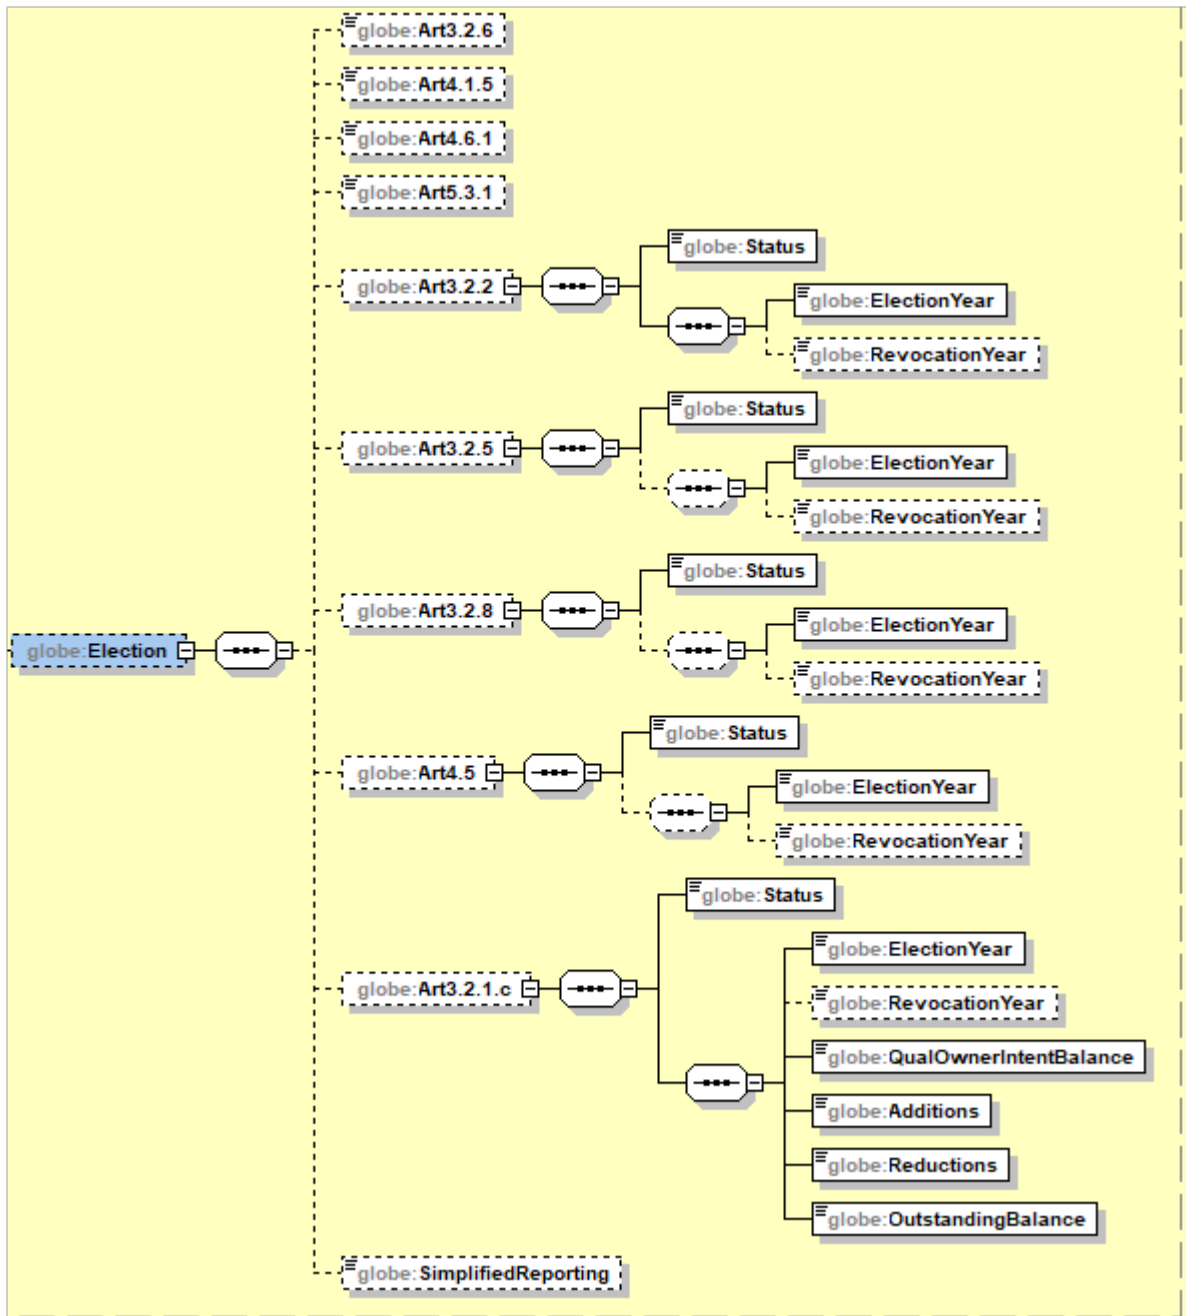 globe:Art3.2.6
globe:Art4.1.5
globe:Art4.6.1
globe:Art5.3.1
globe:Status
globe:Art3.2.2
globe:ElectionYear
globe:RevocationYear
globe:Status
globe:Art3.2.5
globe:ElectionYear
globe:RevocationYear
globe:Status
globe:Art3.2.8
globe:ElectionYear
globe:Election
globe:RevocationYear
globe:Status
globe:Art4.5
globe:ElectionYear
globe:RevocationYear
globe:Status
globe:ElectionYear
globe:Art3.2.1.c
globe:RevocationYear
globe:QualOwnerIntentBalance
globe:Additions
globe:Reductions
globe:OutstandingBalance
globe:SimplifiedReporting